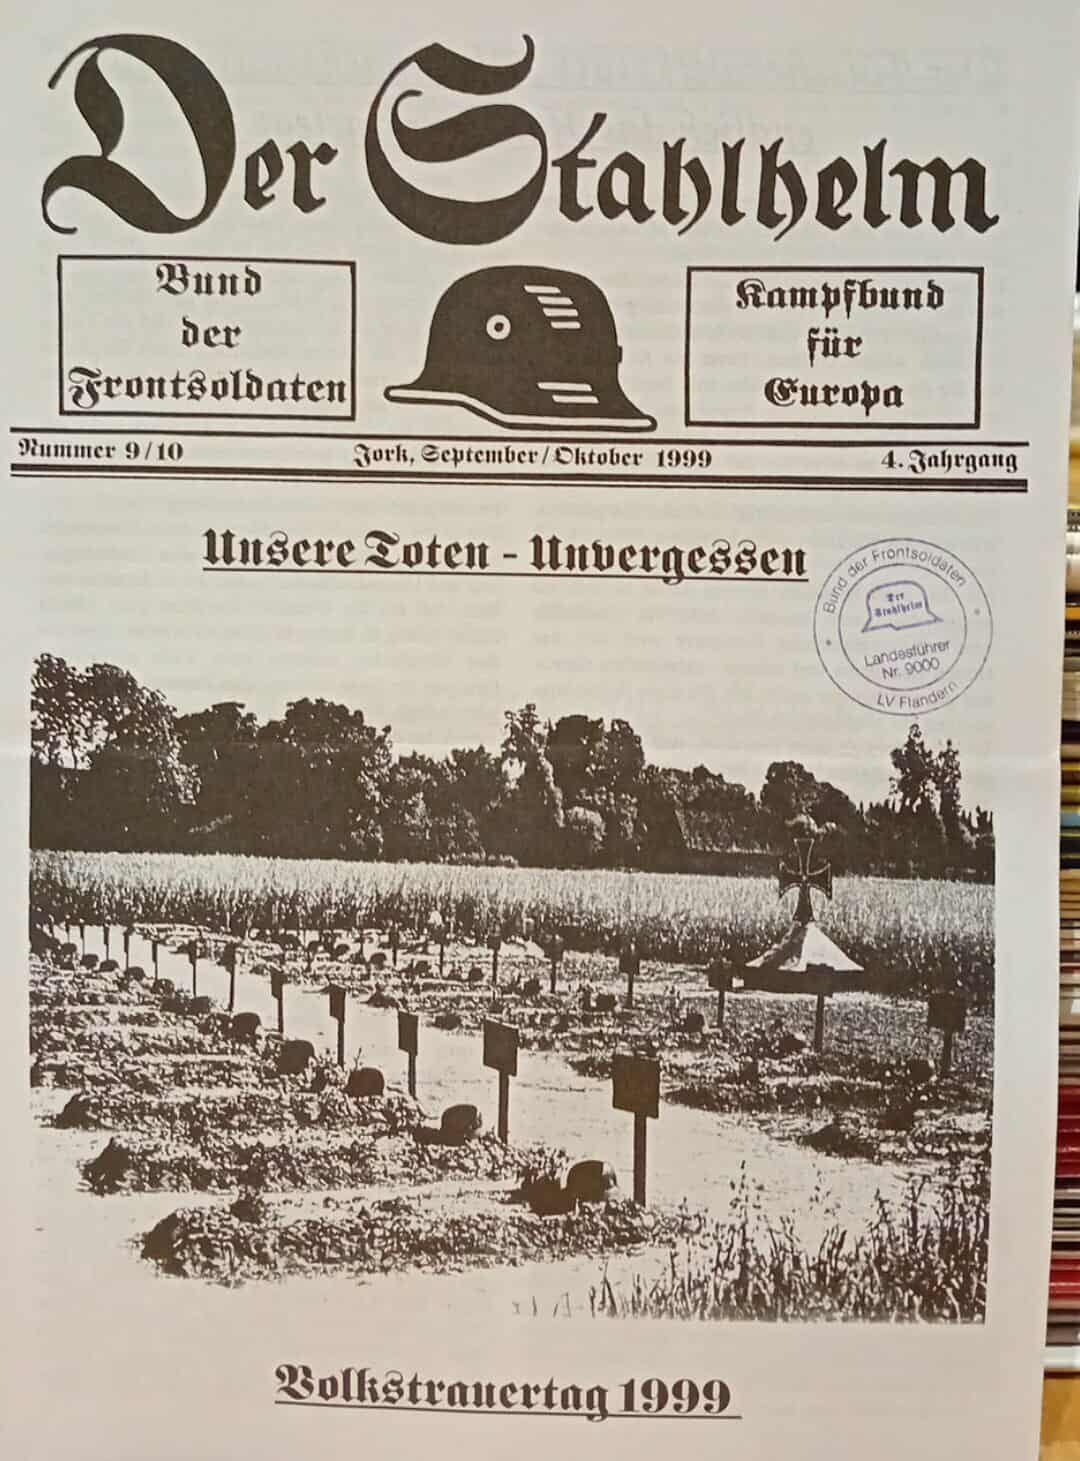 Der Stahlhelm
Bund
der
Frontsoldaten
Kampfbund
für
Europa
Nummer 9/10
Jork, September/Oktober 1999
4. Jahrgang
Unsere Toten - Unvergessen
Bund der Frontsoldaten
Der
Stahlhelm
Landesführer
Nr. 9000
LV Flandern
Volkstrauertag 1999